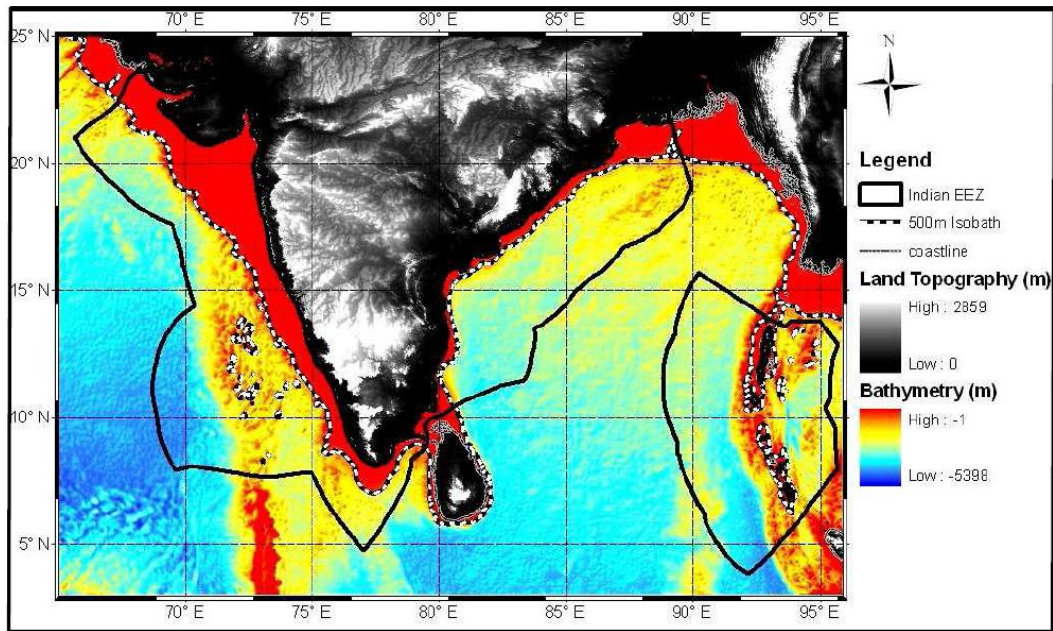 70° E 75° E 80° E 85° E 90° E 95° E
25° N
20° N
15° N
10° N
5° N
70° E 75° E 80° E 85° E 90° E 95° E
N
Legend
Indian EEZ
500m Isobath
coastline
Land Topography (m)
High : 2859
Low : 0
Bathymetry (m)
High : -1
Low : -5398